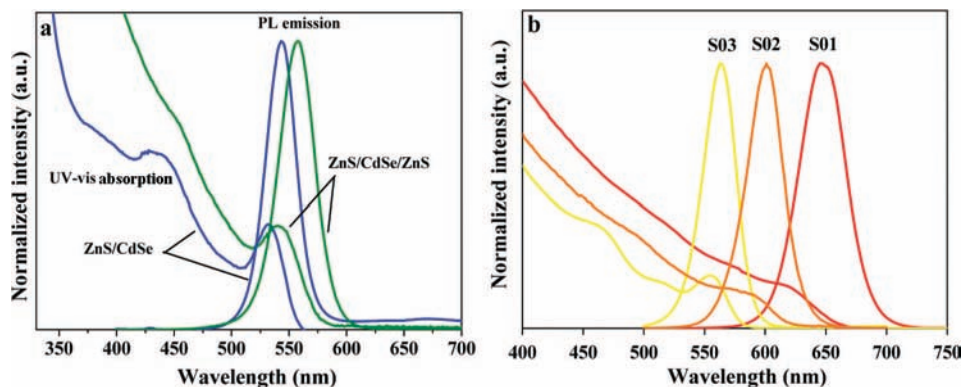 a
PL emission
UV-vis absorption
ZnS/CdSe
ZnS/CdSe/ZnS
Normalized intensity (a.u.)
350 400 450 500 550 600 650 700
Wavelength (nm)
b
S03 S02 S01
Normalized intensity (a.u.)
400 450 500 550 600 650 700 750
Wavelength (nm)